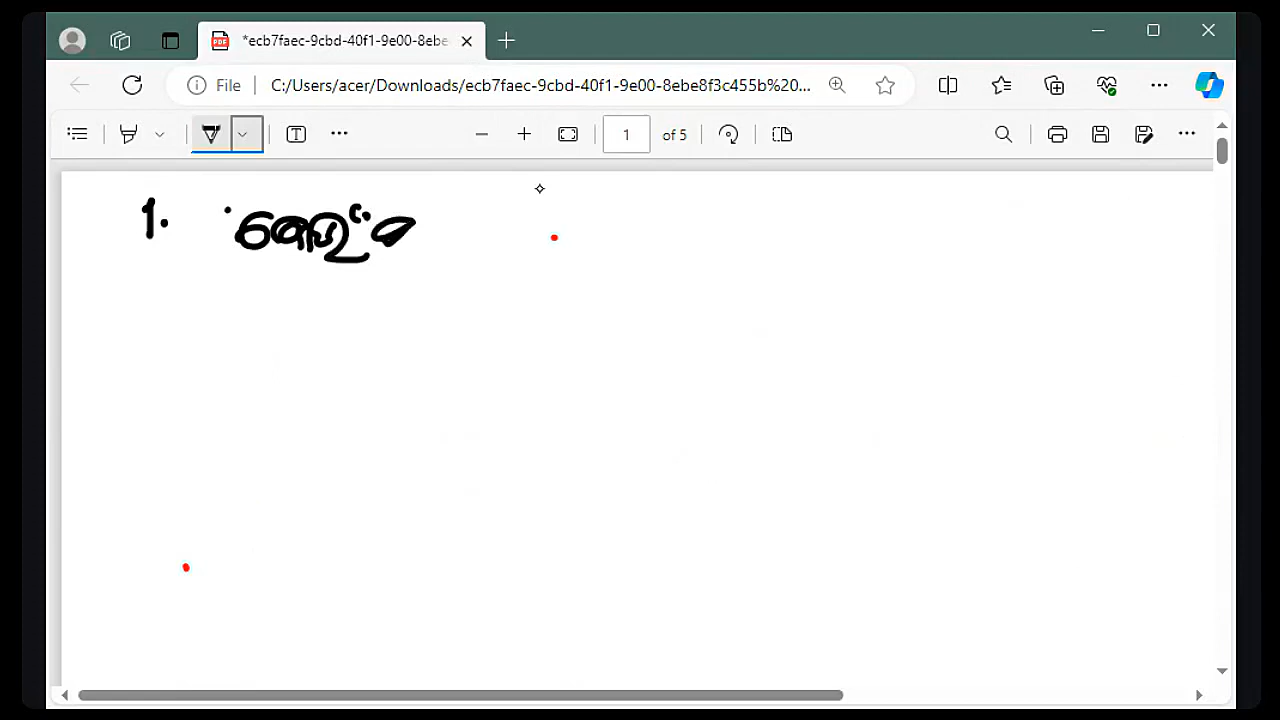 *ecb7faec-9cbd-40f1-9e00-8ebe
File C:/Users/acer/Downloads/ecb7faec-9cbd-40f1-9e00-8ebe8f3c455b%20...
1 of 5
1.